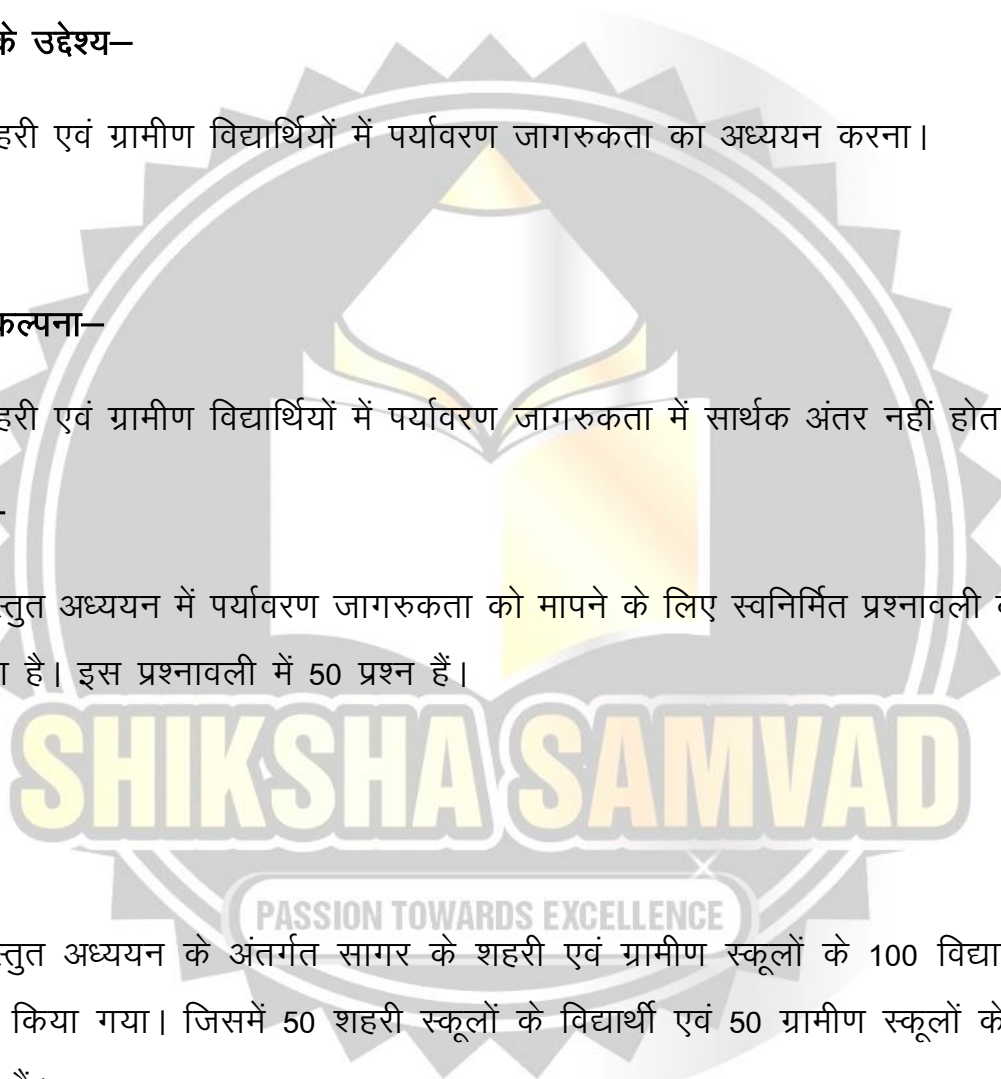 के उद्देश्य–
हरी एवं ग्रामीण विद्यार्थियों में पर्यावरण जागरुकता का अध्ययन करना।
कल्पना–
हरी एवं ग्रामीण विद्यार्थियों में पर्यावरण जागरुकता में सार्थक अंतर नहीं होत
–
स्तुत अध्ययन में पर्यावरण जागरुकता को मापने के लिए स्वनिर्मित प्रश्नावली
है। इस प्रश्नावली में 50 प्रश्न हैं।
SHIKSHA SAMVAD
PASSION TOWARDS EXCELLENCE
स्तुत अध्ययन के अंतर्गत सागर के शहरी एवं ग्रामीण स्कूलों के 100 विद्या
किया गया। जिसमें 50 शहरी स्कूलों के विद्यार्थी एवं 50 ग्रामीण स्कूलों के